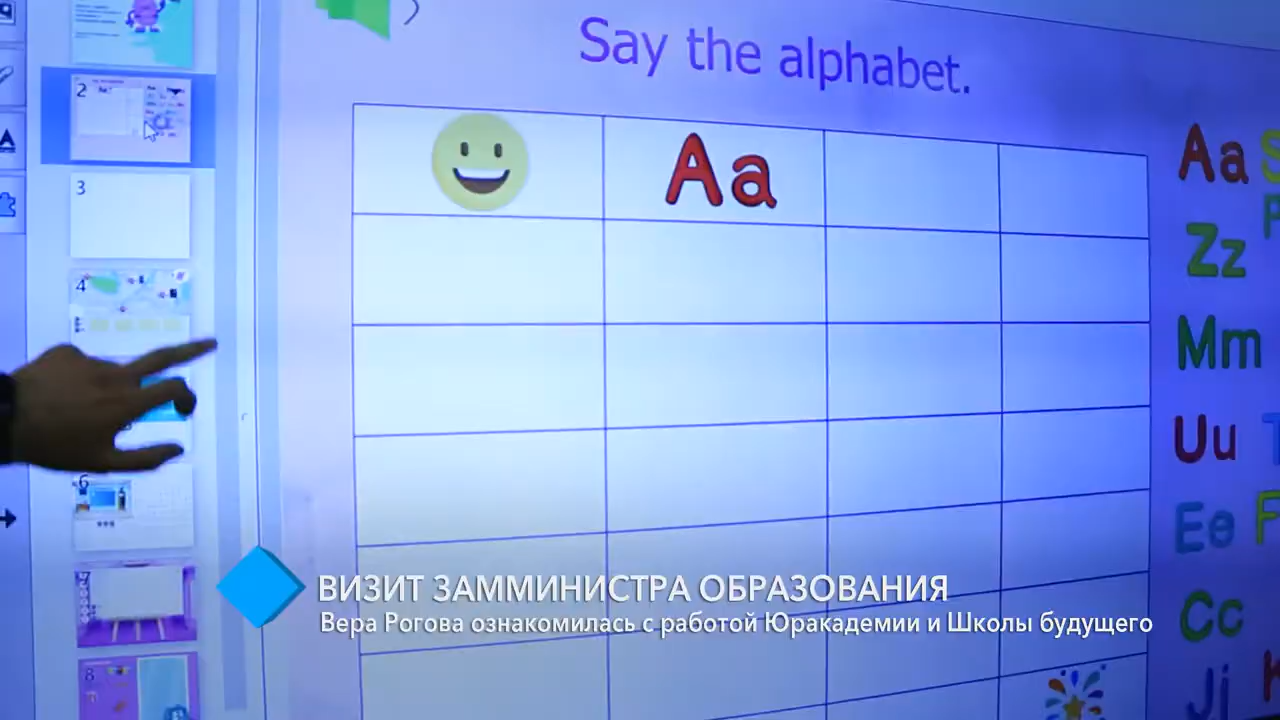 Say the alphabet.
Aa
Aa
Zz
Mm
Uu
Ee
F
Cc
Jj
2
3
4
6
7
8
ВИЗИТ ЗАММИНИСТРА ОБРАЗОВАНИЯ
Вера Рогова ознакомилась с работой Юракадемии и Школы будущего